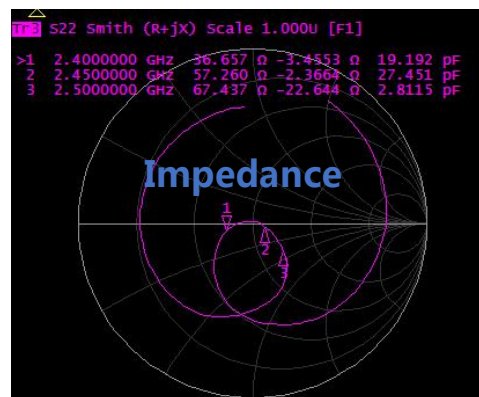 Tr3 S22 Smith (R+jX) Scale 1.000U [F1]
>1 2.4000000 GHz 36.657 Ω -3.4553 Ω 19.192 pF
2 2.4500000 GHz 57.260 Ω -2.3664 Ω 27.451 pF
3 2.5000000 GHz 67.437 Ω -22.644 Ω 2.8115 pF
Impedance
1
2
3